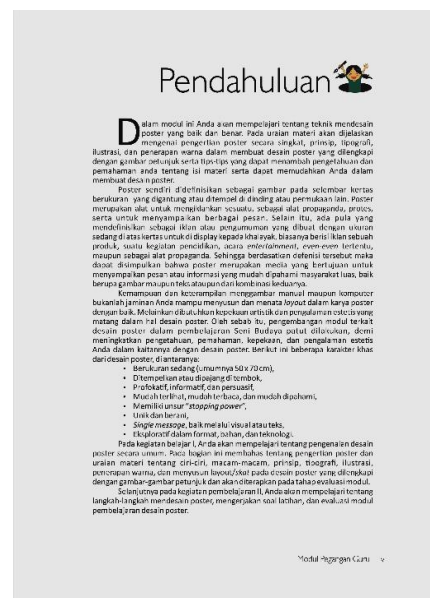 Pendahuluan
Dalam modul ini Anda akan mempelajari tentang teknik mendesain
poster yang baik dan benar. Pada uraian materi akan dijelaskan
mengenai pengertian poster secara singkat, prinsip, tipografi,
ilustrasi, dan penerapan warna dalam membuat desain poster yang dilengkapi
dengan gambar petunjuk serta tips-tips yang dapat menambah pengetahuan dan
pemahaman anda tentang isi materi serta dapat memudahkan Anda dalam
membuat desain poster.
Poster sendiri didefinisikan sebagai gambar pada selembar kertas
berukuran yang digantung atau ditempel di dinding atau permukaan lain. Poster
merupakan alat untuk mengidankan sesuatu, sebagai alat propaganda, protes,
serta untuk menyampaikan berbagai pesan. Selain itu, ada pula yang
mendefinisikan sebagai iklan atau pengumuman yang dibuat dengan ukuran
sedang di atas kertas untuk di display kepada khalayak, biasanya berisi iklan sebuah
produk, suatu kegiatan pendidikan, acara entertainment, even-even tertentu,
maupun sebagai alat propaganda. Sehingga berdasatkan defenisi tersebut maka
dapat disimpulkan bahwa poster merupakan media yang bertujuan untuk
menyampaikan pesan atau informasi yang mudah dipahami masyarakat luas, baik
berupa gambar maupun teks ataupun dari kombinasi keduanya.
Kemampuan dan keterampilan menggambar manual maupun komputer
bukanlah jaminan Anda mampu menyusun dan menata layout dalam karya poster
dengan baik. Melainkan dibutuhkan kepekaan artistik dan pengalaman estetis yang
matang dalam hal desain poster. Olah sebab itu, pengembangan modul terkait
desain poster dalam pembelajaran Seni Budaya patut dilakukan, demi
meningkatkan pengetahuan, pemahaman, kepekaan, dan pengalaman estetis
Anda dalam kaitannya dengan desain poster. Berikut ini beberapa karakter khas
dari desain poster, di antaranya:
• Berukuran sedang (umumnya 50 x 70 cm),
• Ditempelkan atau dipajang di tembok,
• Profokatif, informatif, dan persuasif,
• Mudah terlihat, mudah terbaca, dan mudah dipahami,
• Memiliki unsur "stopping power",
• Unik dan berani,
• Single message, baik melalui visual atau teks,
• Eksploratif dalam format, bahan, dan teknologi.
Pada kegiatan belajar I, Anda akan mempelajari tentang pengenalan desain
poster secara umum. Pada bagian ini membahas tentang pengertian poster dan
uraian materi tentang ciri-ciri, macam-macam, prinsip, tipografi, ilustrasi,
penerapan warna, dan menyusun layout/skat pada desain poster yang dilengkapi
dengan gambar-gambar petunjuk dan akan diterapkan pada tahap evaluasi modul.
Selanjutnya pada kegiatan pembelajaran II, Anda akan mempelajari tentang
langkah-langkah mendesain poster, mengerjakan soal latihan, dan evaluasi modul
pembelajaran desain poster.
Modul Pegangan Guru v